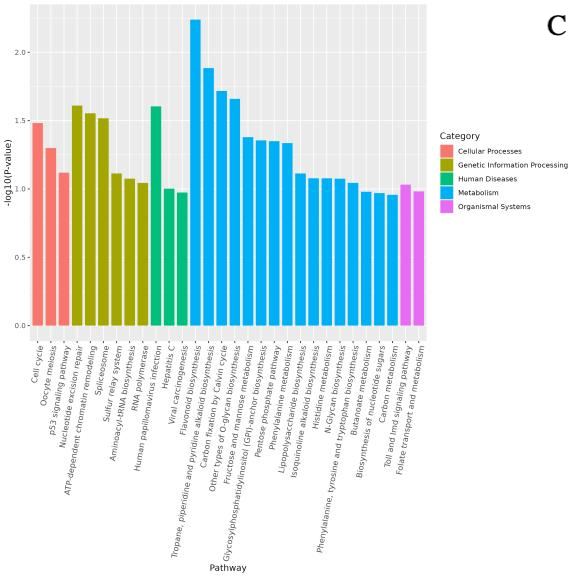 C
-log10(P-value)
2.0
1.5
1.0
0.5
0.0
Cell cycle
Oocyte meiosis
p53 signaling pathway
Nucleotide excision repair
ATP-dependent chromatin remodeling
Spliceosome
Sulfur relay system
Aminoacyl-tRNA biosynthesis
RNA polymerase
Human papillomavirus infection
Hepatitis C
Viral carcinogenesis
Flavonoid biosynthesis
Tropane, piperidine and pyridine alkaloid biosynthesis
Carbon fixation by Calvin cycle
Other types of O-glycan biosynthesis
Fructose and mannose metabolism
Glycosylphosphatidylinositol (GPI)-anchor biosynthesis
Pentose phosphate pathway
Phenylalanine metabolism
Lipopolysaccharide biosynthesis
Isoquinoline alkaloid biosynthesis
Histidine metabolism
N-Glycan biosynthesis
Phenylalanine, tyrosine and tryptophan biosynthesis
Butanoate metabolism
Biosynthesis of nucleotide sugars
Carbon metabolism
Toll and Imd signaling pathway
Folate transport and metabolism
Pathway
Category
Cellular Processes
Genetic Information Processing
Human Diseases
Metabolism
Organismal Systems